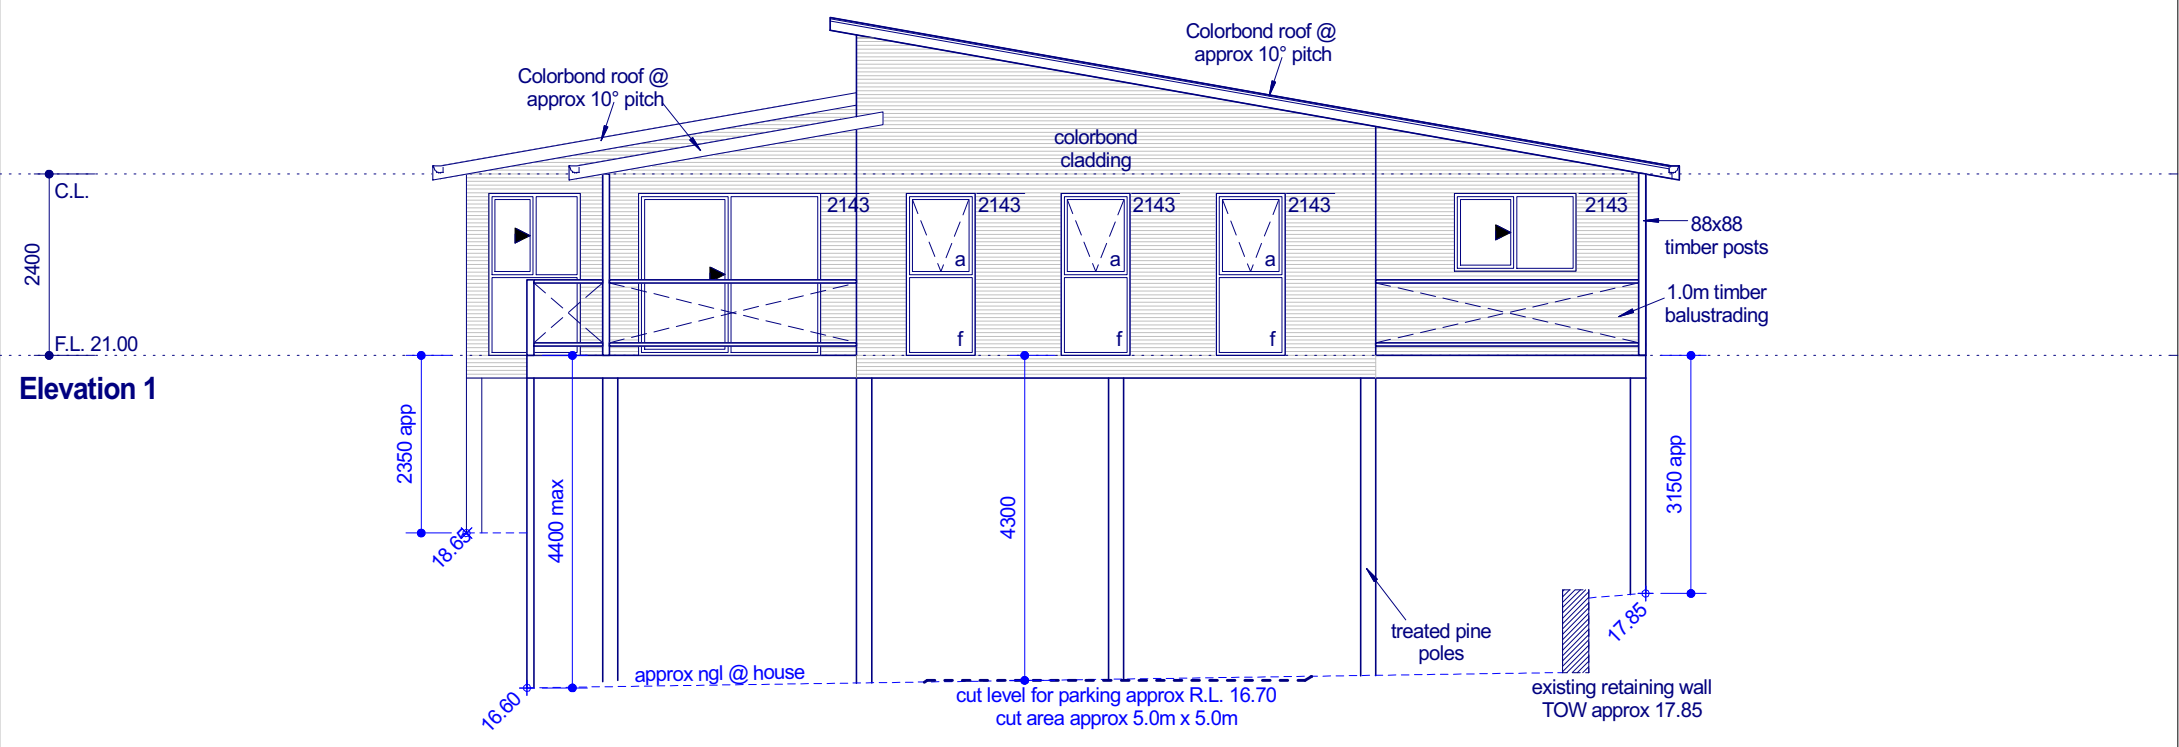 Colorbond roof @
approx 10° pitch
Colorbond roof @
approx 10° pitch
colorbond
cladding
C.L.
2400
F.L. 21.00
Elevation 1
2143
2143
2143
2143
2143
a
a
a
f
f
f
88x88
timber posts
1.0m timber
balustrading
2350 app
18.65
4400 max
4300
3150 app
17.85
treated pine
poles
approx ngl @ house
16.60
cut level for parking approx R.L. 16.70
cut area approx 5.0m x 5.0m
existing retaining wall
TOW approx 17.85